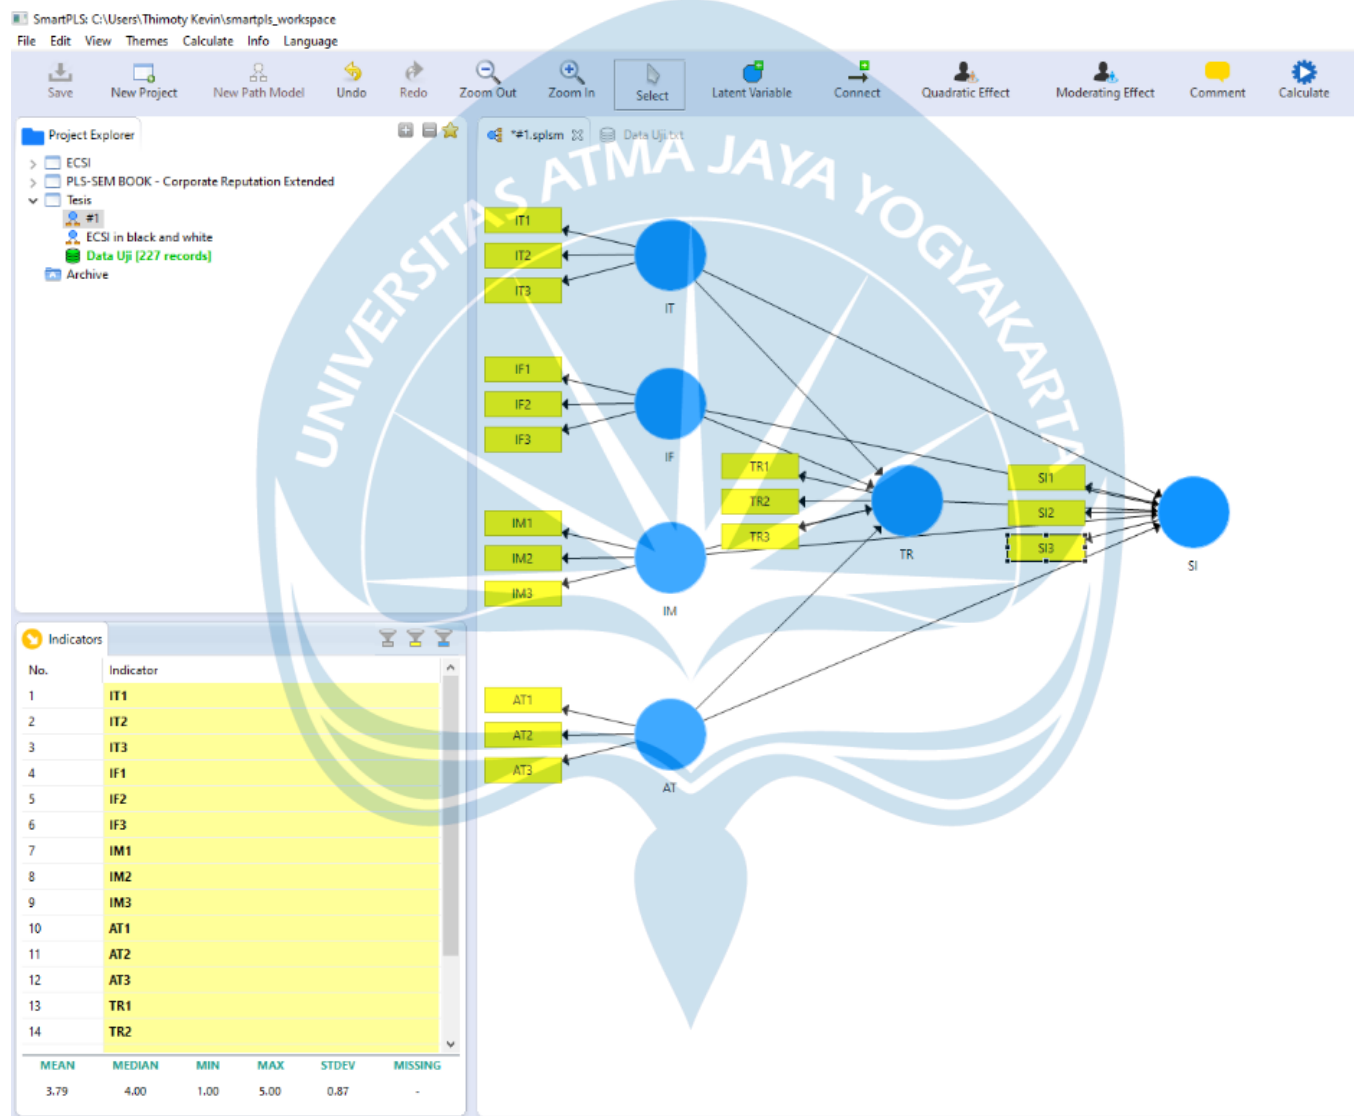 SmartPLS: C:\Users\Thimoty Kevin\smartpls_workspace
File Edit View Themes Calculate Info Language
Save New Project New Path Model Undo Redo Zoom Out Zoom In Select Latent Variable Connect Quadratic Effect Moderating Effect Comment Calculate
Project Explorer
ECSI
PLS-SEM BOOK - Corporate Reputation Extended
Tesis
#1
ECSI in black and white
Data Uji [227 records]
Archive
*#1.splsm Data Uji.txt
UNIVERSITAS ATMA JAYA YOGYAKARTA
IT1
IT2
IT3
IT
IF1
IF2
IF3
IF
TR1
TR2
TR3
TR
SI1
SI2
SI3
SI
IM1
IM2
IM3
IM
AT1
AT2
AT3
AT
Indicators
No. Indicator
1 IT1
2 IT2
3 IT3
4 IF1
5 IF2
6 IF3
7 IM1
8 IM2
9 IM3
10 AT1
11 AT2
12 AT3
13 TR1
14 TR2
MEAN MEDIAN MIN MAX STDEV MISSING
3.79 4.00 1.00 5.00 0.87 -